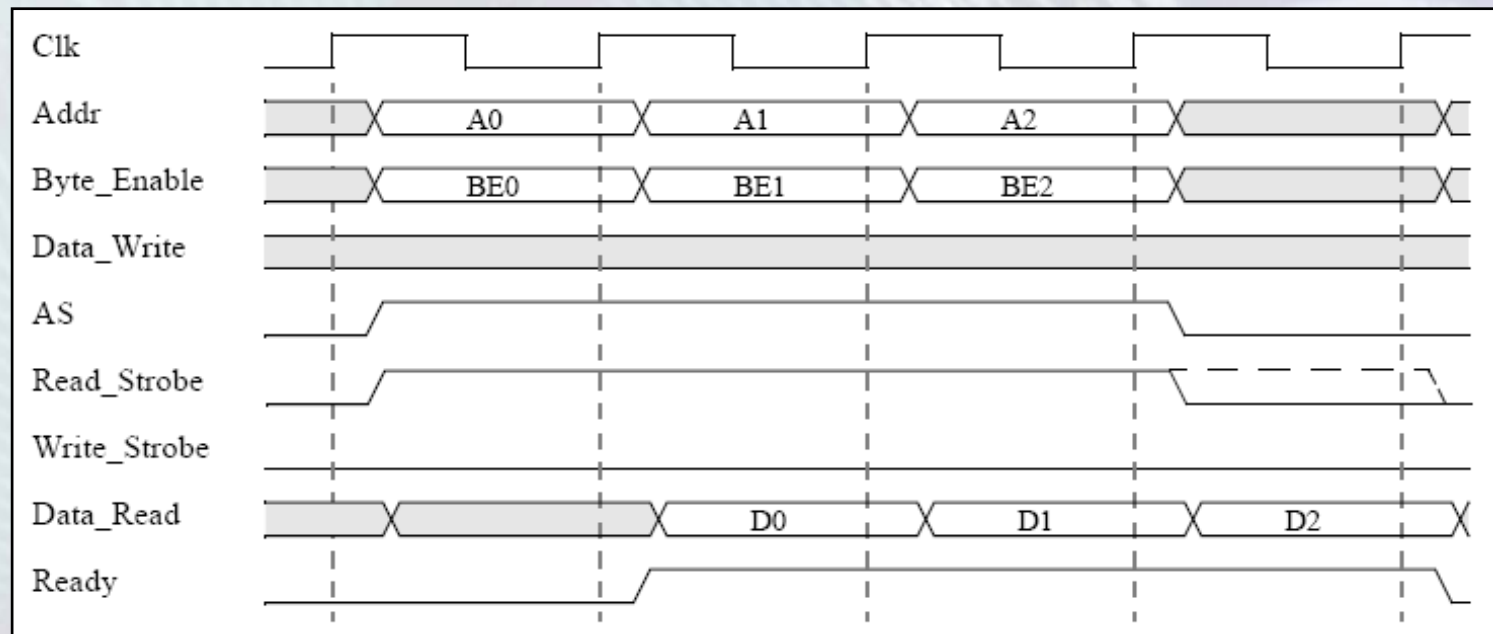 Clk
Addr A0 A1 A2
Byte_Enable BE0 BE1 BE2
Data_Write
AS
Read_Strobe
Write_Strobe
Data_Read D0 D1 D2
Ready